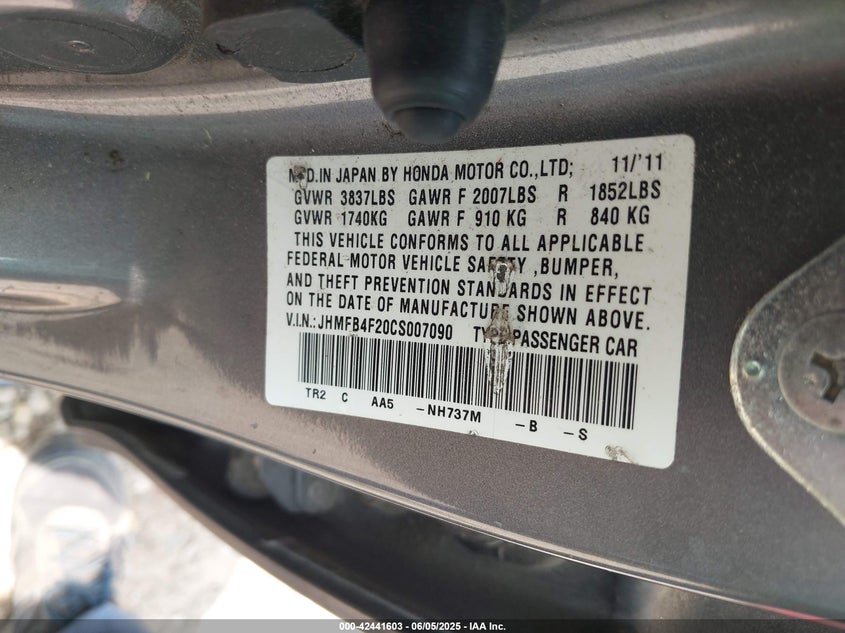 MFD.IN JAPAN BY HONDA MOTOR CO.,LTD; 11/'11
GVWR 3837LBS GAWR F 2007LBS R 1852LBS
GVWR 1740KG GAWR F 910 KG R 840 KG
THIS VEHICLE CONFORMS TO ALL APPLICABLE
FEDERAL MOTOR VEHICLE SAFETY ,BUMPER,
AND THEFT PREVENTION STANDARDS IN EFFECT
ON THE DATE OF MANUFACTURE SHOWN ABOVE.
V.I.N.: JHMFB4F20CS007090 TYPE:PASSENGER CAR
TR2 C AA5 -NH737M -B -S
000-42441603 - 06/05/2025 - IAA Inc.